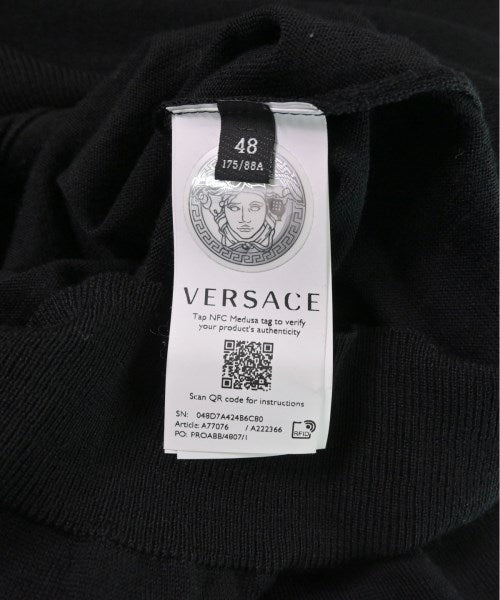 48
175/88A
VERSACE
Tap NFC Medusa tag to verify
your product's authenticity
Scan QR code for instructions
SN: 048D7A424B6C80
Article: A77076 / A222366
PO: PROABB/4807/1
RFID